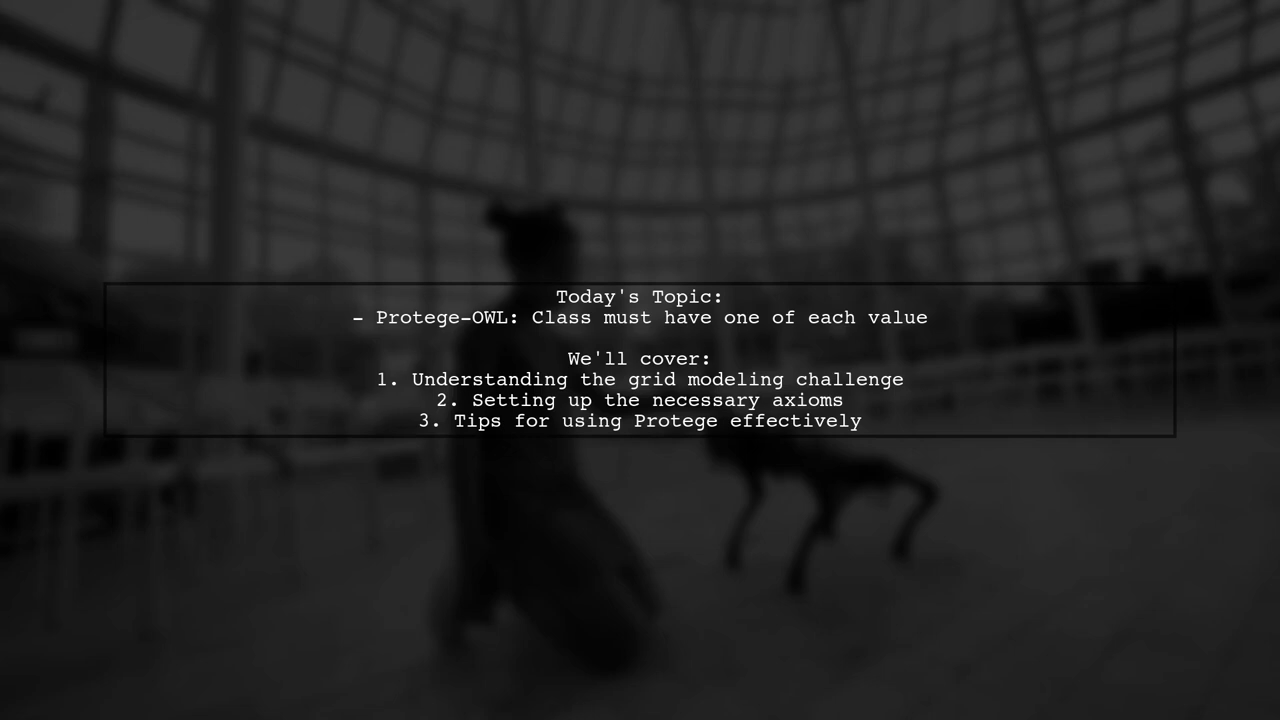 Today's Topic:
- Protege-OWL: Class must have one of each value
We'll cover:
1. Understanding the grid modeling challenge
2. Setting up the necessary axioms
3. Tips for using Protege effectively